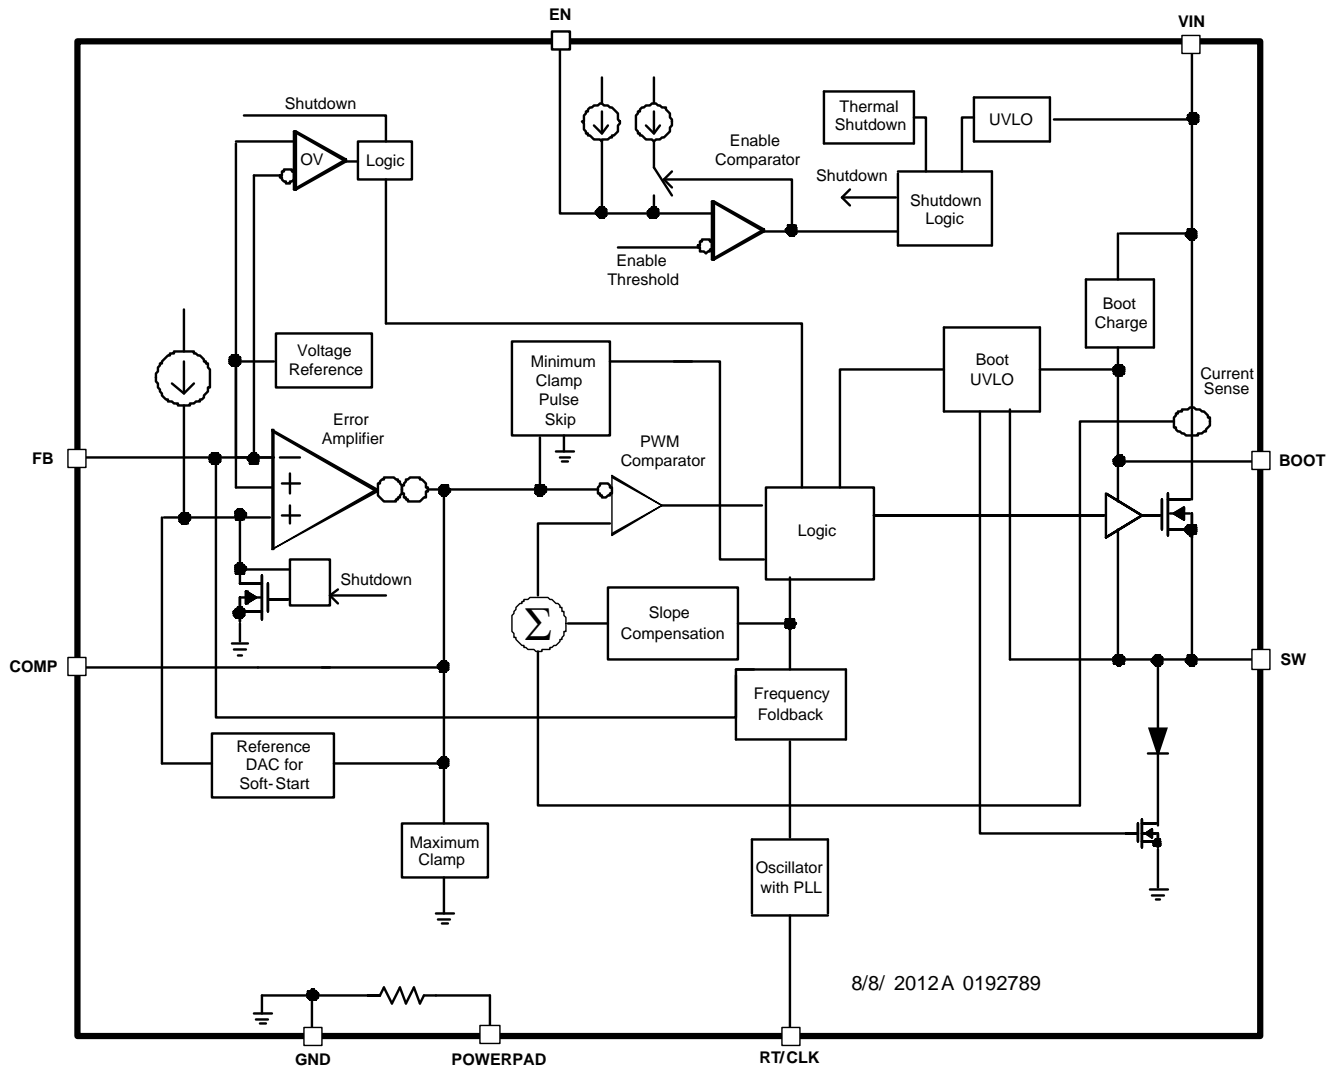 EN
VIN
Shutdown
OV
Logic
Thermal
Shutdown
UVLO
Enable
Comparator
Shutdown
Shutdown
Logic
Enable
Threshold
Boot
Charge
Voltage
Reference
Minimum
Clamp
Pulse
Skip
Boot
UVLO
Current
Sense
Error
Amplifier
PWM
Comparator
FB
BOOT
−
+
+
Logic
Shutdown
Σ
Slope
Compensation
COMP
SW
Frequency
Foldback
Reference
DAC for
Soft-Start
Maximum
Clamp
Oscillator
with PLL
8/8/ 2012A 0192789
GND
POWERPAD
RT/CLK